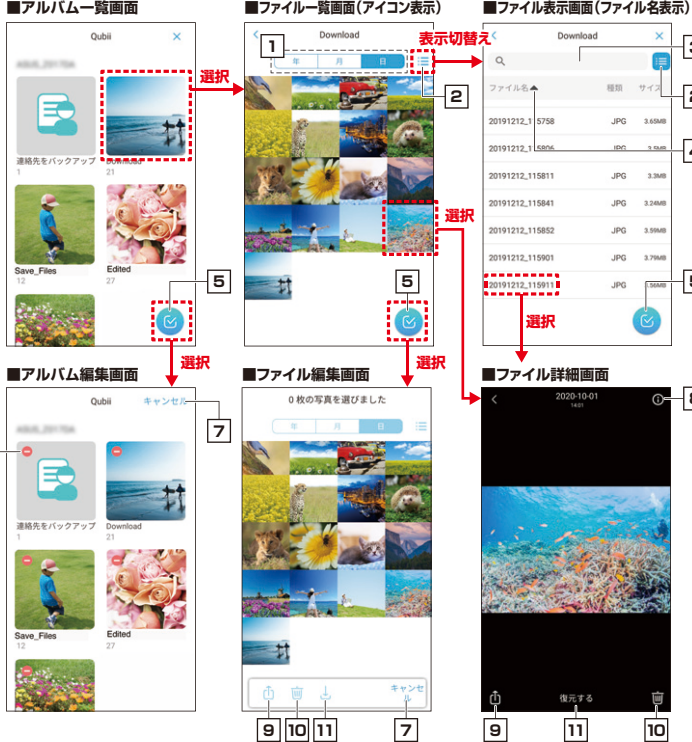 ■アルバム一覧画面
Qubii
×
連絡先をバックアップ
1
Download
21
Save_Files
12
Edited
27
5
選択
選択
■ファイル一覧画面(アイコン表示)
Download
1
年 月 日
2
表示切替え
選択
5
選択
■ファイル表示画面(ファイル名表示)
Download
×
ファイル名▲ 種類 サイズ
20191212_115758 JPG 3.65MB
20191212_115806 JPG 3.5MB
20191212_115811 JPG 3.3MB
20191212_115841 JPG 3.24MB
20191212_115852 JPG 3.59MB
20191212_115901 JPG 3.79MB
20191212_115911 JPG 3.56MB
選択
■アルバム編集画面
Qubii
キャンセル
7
連絡先をバックアップ
1
Download
21
Save_Files
12
Edited
27
■ファイル編集画面
0 枚の写真を選びました
年 月 日
キャンセル
9 10 11 7
■ファイル詳細画面
2020-10-01
14:01
復元する
9 11 10